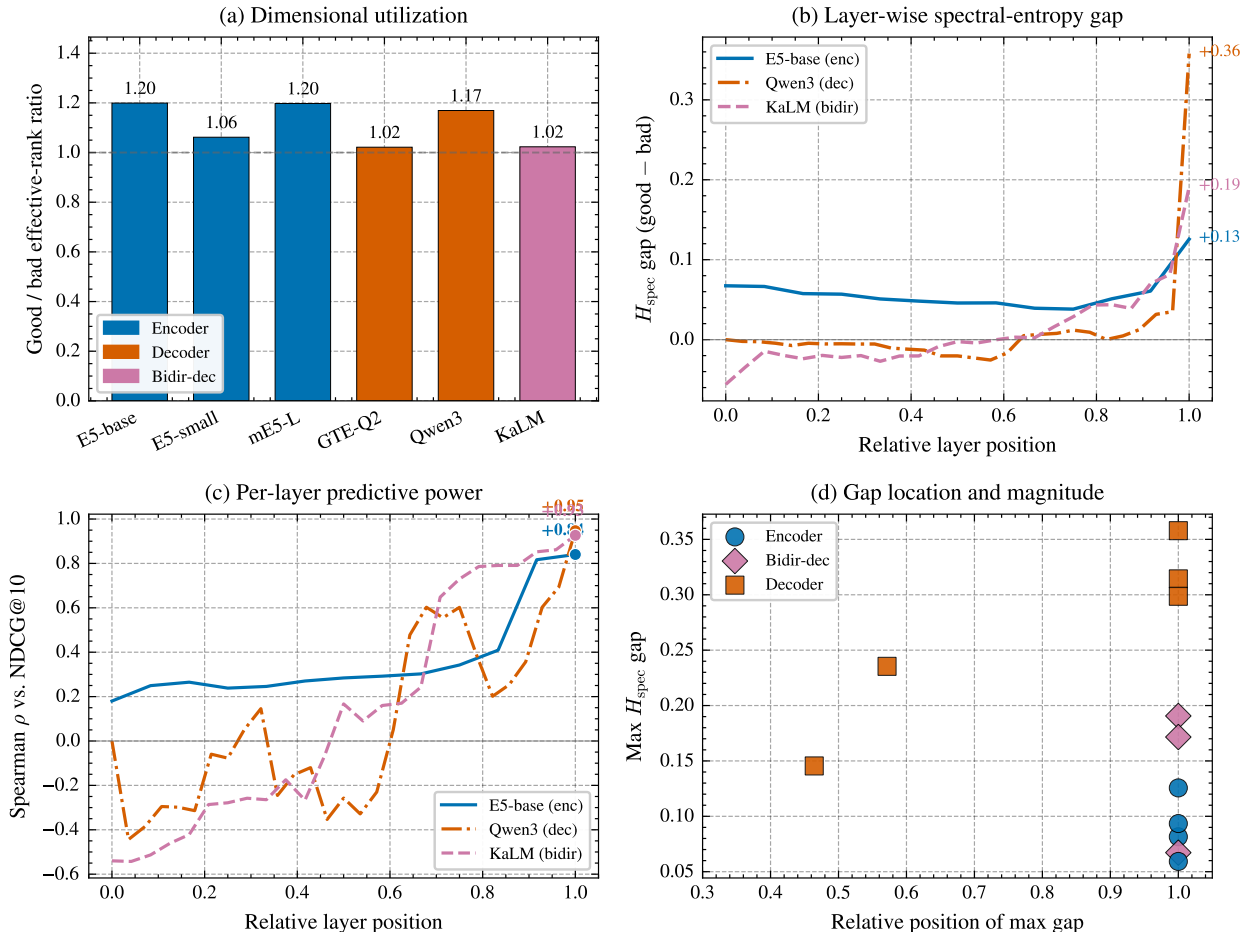 (a) Dimensional utilization
Good / bad effective-rank ratio
1.4
1.2
1.0
0.8
0.6
0.4
0.2
0.0
1.20
1.06
1.20
1.02
1.17
1.02
Encoder
Decoder
Bidir-dec
E5-base
E5-small
mE5-L
GTE-Q2
Qwen3
KaLM
(b) Layer-wise spectral-entropy gap
H_spec gap (good − bad)
0.3
0.2
0.1
0.0
E5-base (enc)
Qwen3 (dec)
KaLM (bidir)
+0.36
+0.19
+0.13
0.0 0.2 0.4 0.6 0.8 1.0
Relative layer position
(c) Per-layer predictive power
Spearman ρ vs. NDCG@10
1.0
0.8
0.6
0.4
0.2
0.0
−0.2
−0.4
−0.6
+0.95
E5-base (enc)
Qwen3 (dec)
KaLM (bidir)
0.0 0.2 0.4 0.6 0.8 1.0
Relative layer position
(d) Gap location and magnitude
Max H_spec gap
0.35
0.30
0.25
0.20
0.15
0.10
0.05
Encoder
Bidir-dec
Decoder
0.3 0.4 0.5 0.6 0.7 0.8 0.9 1.0
Relative position of max gap